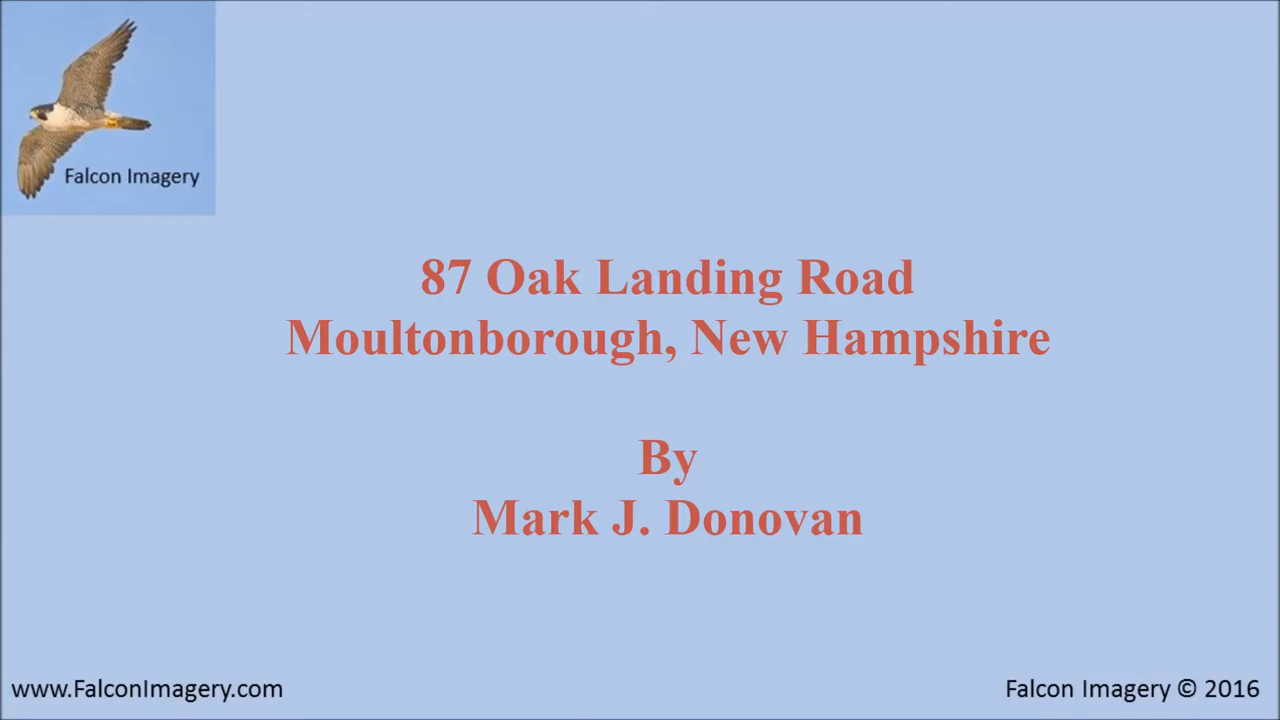 Falcon Imagery
87 Oak Landing Road
Moultonborough, New Hampshire
By
Mark J. Donovan
www.FalconImagery.com
Falcon Imagery © 2016